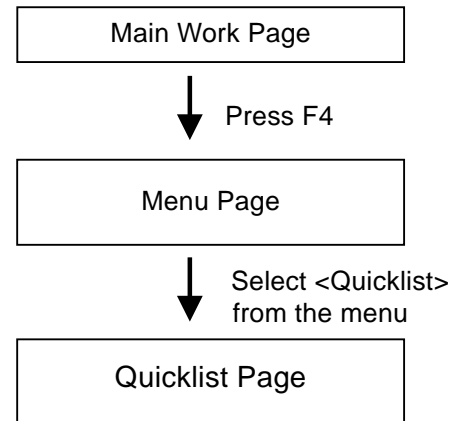 Main Work Page
Press F4
Menu Page
Select <Quicklist>
from the menu
Quicklist Page